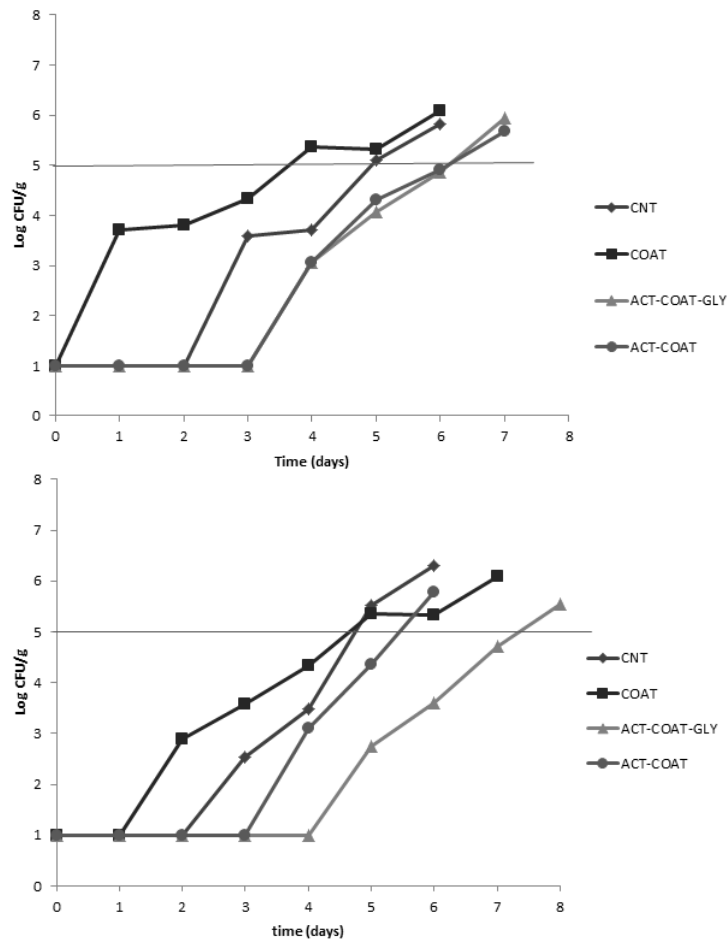 8
7
6
5
4
3
2
1
0
Log CFU/g
0 1 2 3 4 5 6 7 8
Time (days)
CNT
COAT
ACT-COAT-GLY
ACT-COAT
8
7
6
5
4
3
2
1
0
Log CFU/g
0 1 2 3 4 5 6 7 8
time (days)
CNT
COAT
ACT-COAT-GLY
ACT-COAT